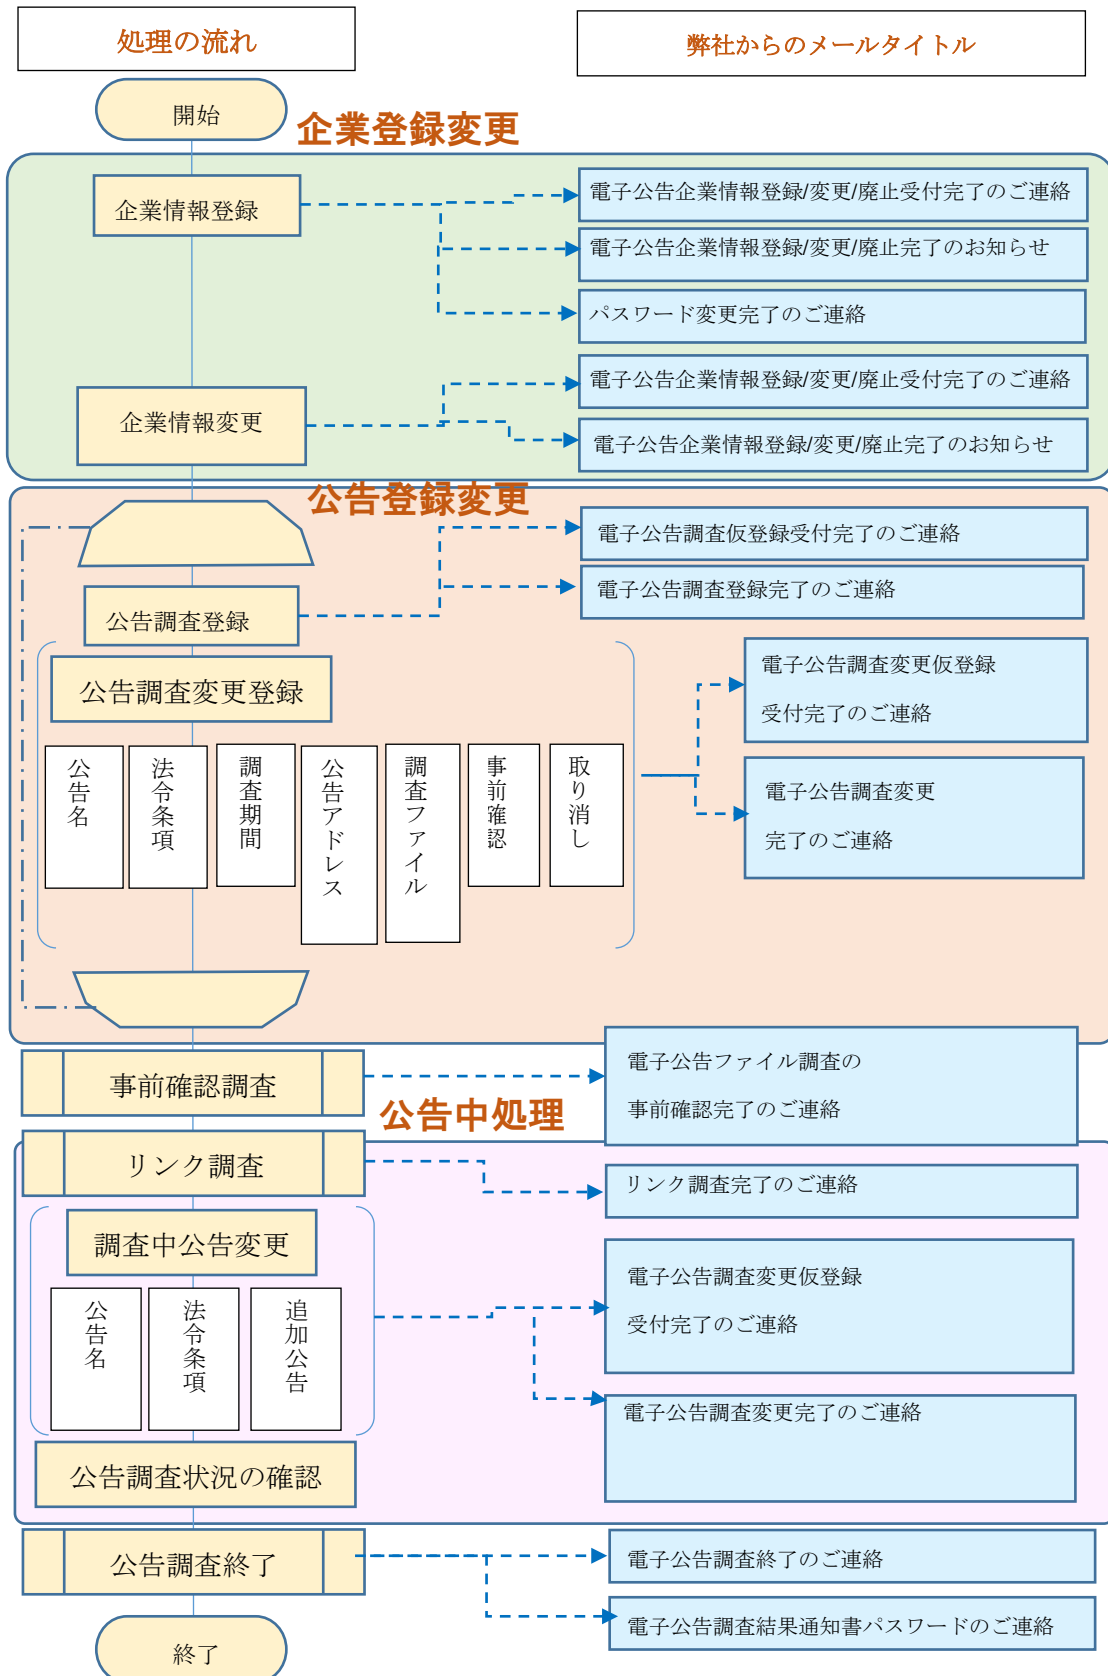 処理の流れ
弊社からのメールタイトル
開始
企業登録変更
企業情報登録
電子公告企業情報登録/変更/廃止受付完了のご連絡
電子公告企業情報登録/変更/廃止完了のお知らせ
パスワード変更完了のご連絡
企業情報変更
電子公告企業情報登録/変更/廃止受付完了のご連絡
電子公告企業情報登録/変更/廃止完了のお知らせ
公告登録変更
電子公告調査仮登録受付完了のご連絡
電子公告調査登録完了のご連絡
公告調査登録
公告調査変更登録
公告名
法令条項
調査期間
公告アドレス
調査ファイル
事前確認
取り消し
電子公告調査変更仮登録
受付完了のご連絡
電子公告調査変更
完了のご連絡
事前確認調査
電子公告ファイル調査の
事前確認完了のご連絡
公告中処理
リンク調査
リンク調査完了のご連絡
調査中公告変更
公告名
法令条項
追加公告
電子公告調査変更仮登録
受付完了のご連絡
電子公告調査変更完了のご連絡
公告調査状況の確認
公告調査終了
電子公告調査終了のご連絡
電子公告調査結果通知書パスワードのご連絡
終了